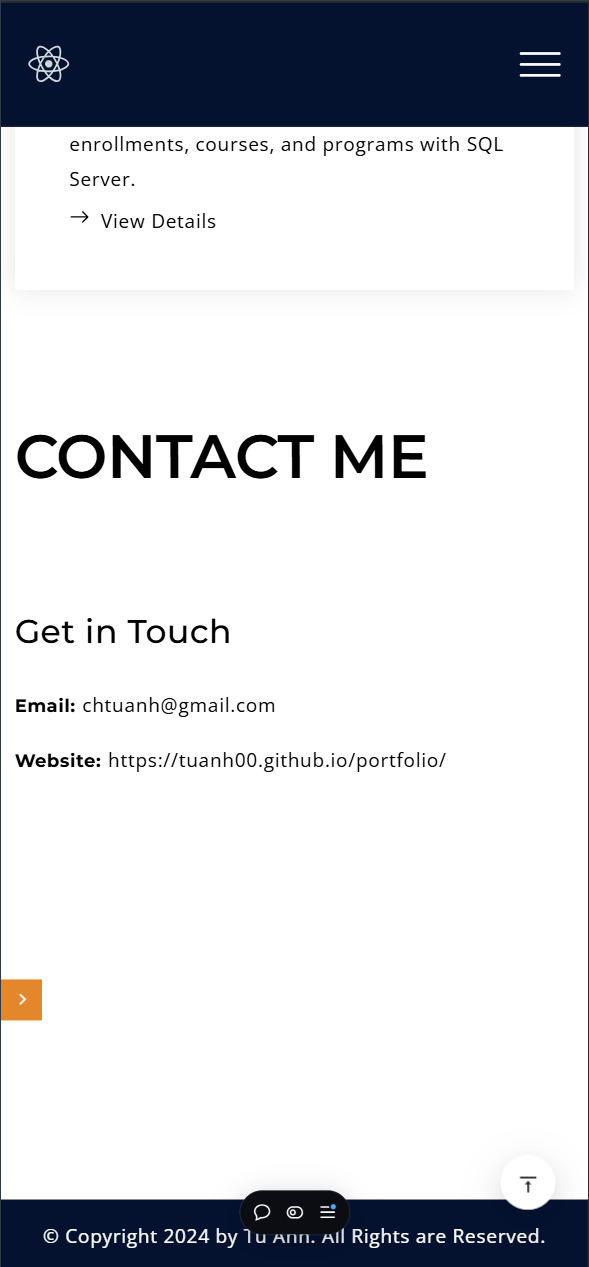 enrollments, courses, and programs with SQL
Server.
View Details
CONTACT ME
Get in Touch
Email: chtuanh@gmail.com
Website: https://tuanh00.github.io/portfolio/
© Copyright 2024 by Tu Anh. All Rights are Reserved.